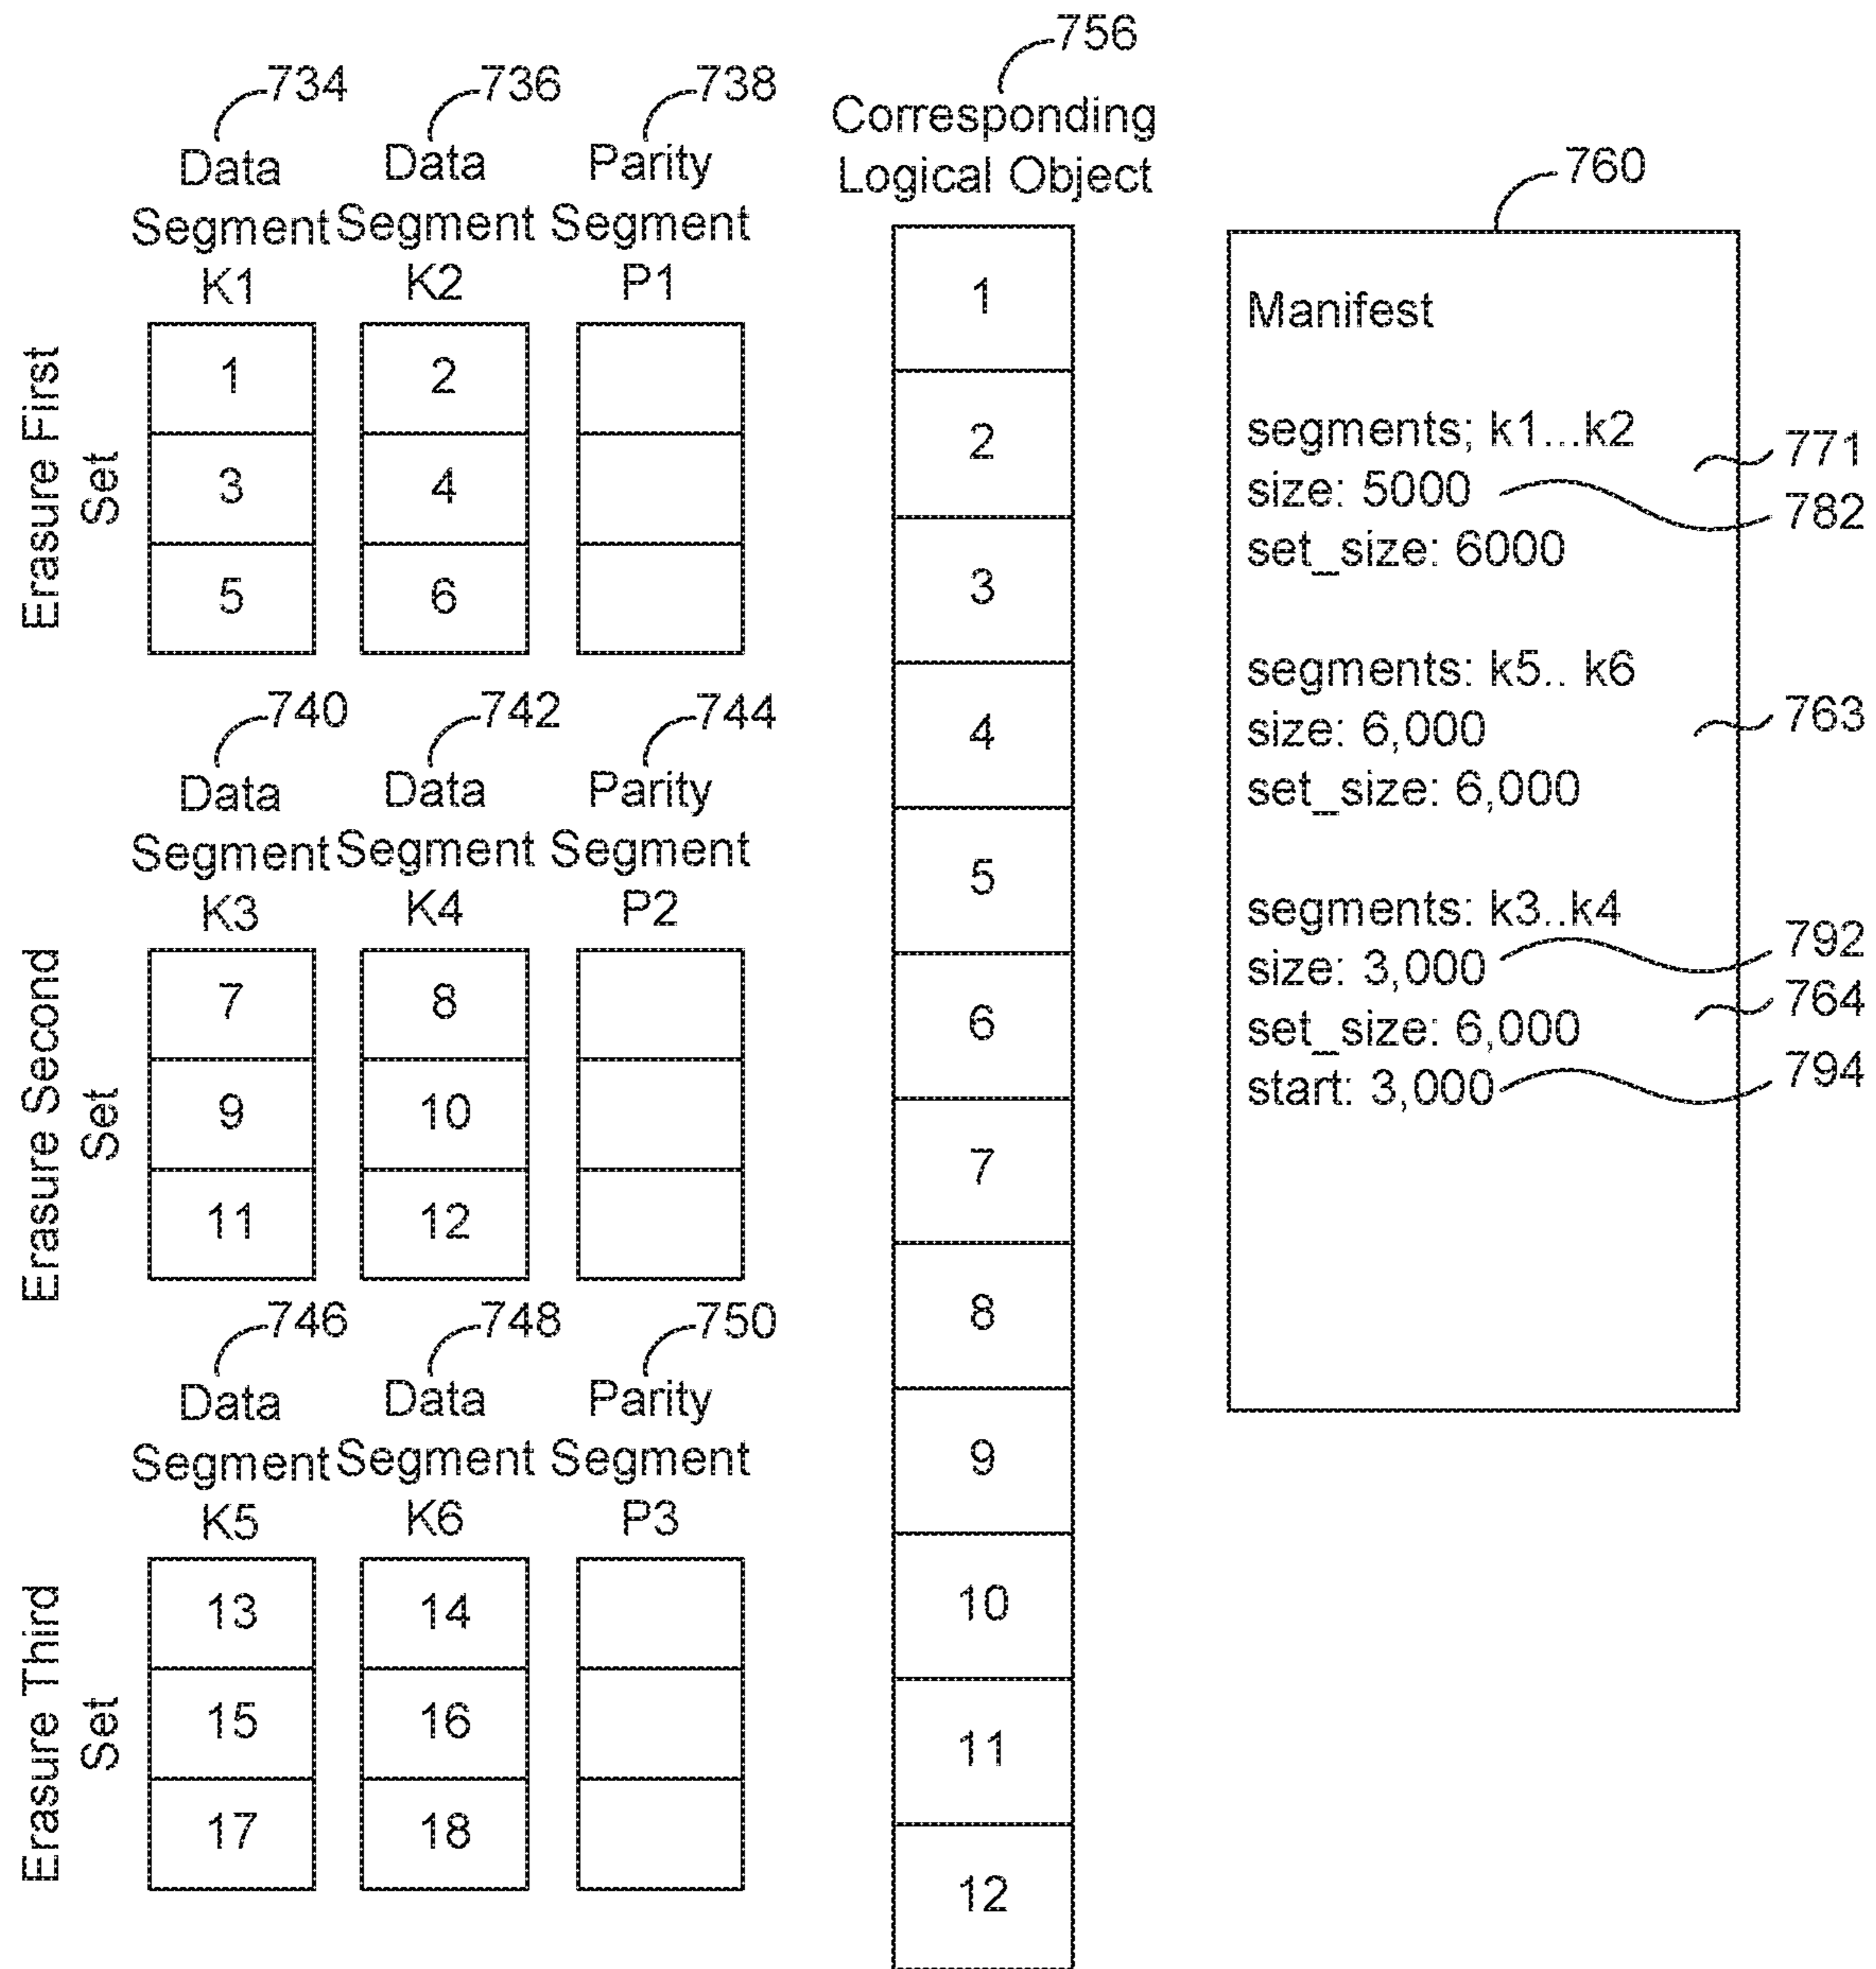 734 736 738
Data Data Parity
Segment Segment Segment
K1 K2 P1
Erasure First
Set
1 2
3 4
5 6
740 742 744
Data Data Parity
Segment Segment Segment
K3 K4 P2
Erasure Second
Set
7 8
9 10
11 12
746 748 750
Data Data Parity
Segment Segment Segment
K5 K6 P3
Erasure Third
Set
13 14
15 16
17 18
756
Corresponding
Logical Object
1
2
3
4
5
6
7
8
9
10
11
12
760
Manifest
segments; k1...k2
771
size: 5000
782
set_size: 6000
segments: k5.. k6
size: 6,000
763
set_size: 6,000
segments: k3..k4
size: 3,000
792
set_size: 6,000
764
start: 3,000
794